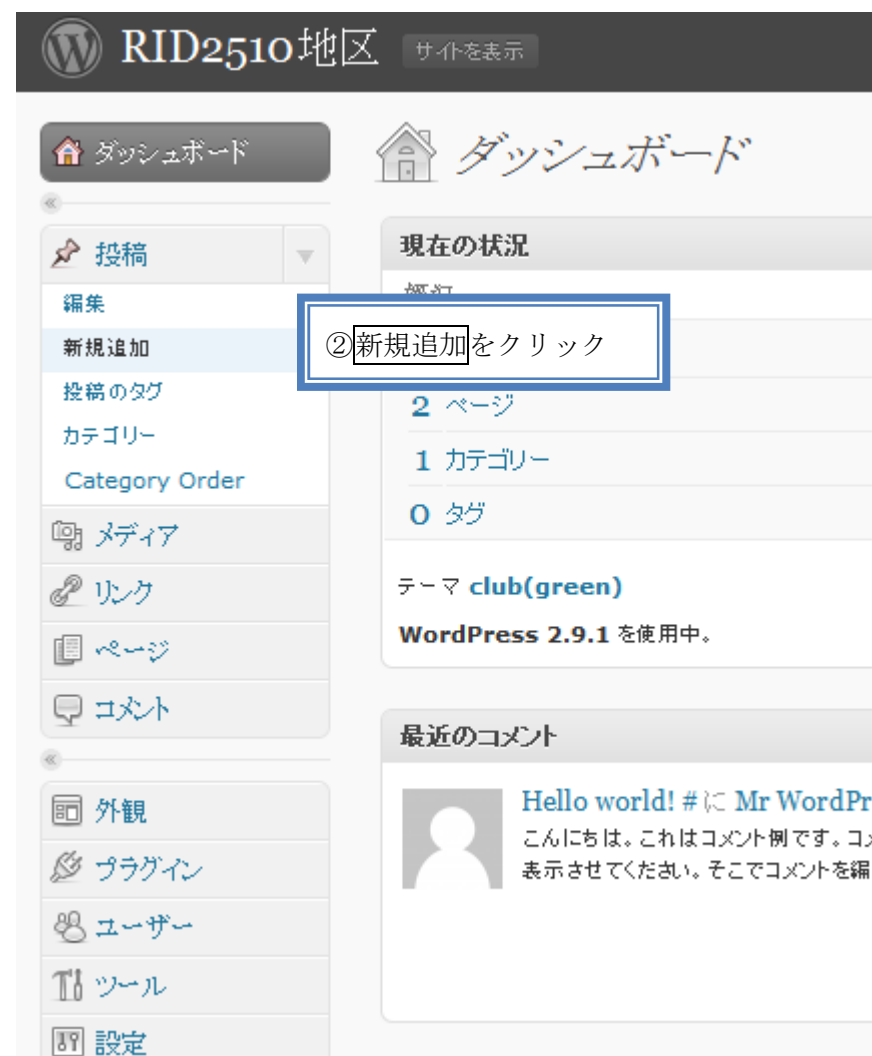 RID2510地区 サイトを表示
ダッシュボード
投稿
編集
新規追加
投稿のタグ
カテゴリー
Category Order
メディア
リンク
ページ
コメント
外観
プラグイン
ユーザー
ツール
設定
ダッシュボード
現在の状況
②新規追加をクリック
2 ページ
1 カテゴリー
0 タグ
テーマ club(green)
WordPress 2.9.1 を使用中。
最近のコメント
Hello world! # に Mr WordPr
こんにちは。これはコメント例です。コメ
表示させてください。そこでコメントを編